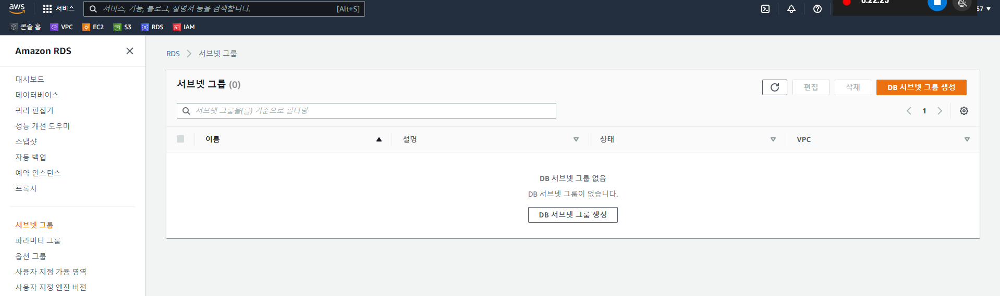 aws 서비스 서비스, 기능, 블로그, 설명서 등을 검색합니다. [Alt+S]
콘솔 홈 VPC EC2 S3 RDS IAM
Amazon RDS
대시보드
데이터베이스
쿼리 편집기
성능 개선 도우미
스냅샷
자동 백업
예약 인스턴스
프록시
서브넷 그룹
파라미터 그룹
옵션 그룹
사용자 지정 가용 영역
사용자 지정 엔진 버전
RDS 서브넷 그룹
서브넷 그룹 (0)
편집 삭제 DB 서브넷 그룹 생성
서브넷 그룹을(를) 기준으로 필터링
1
이름 설명 상태 VPC
DB 서브넷 그룹 없음
DB 서브넷 그룹이 없습니다.
DB 서브넷 그룹 생성